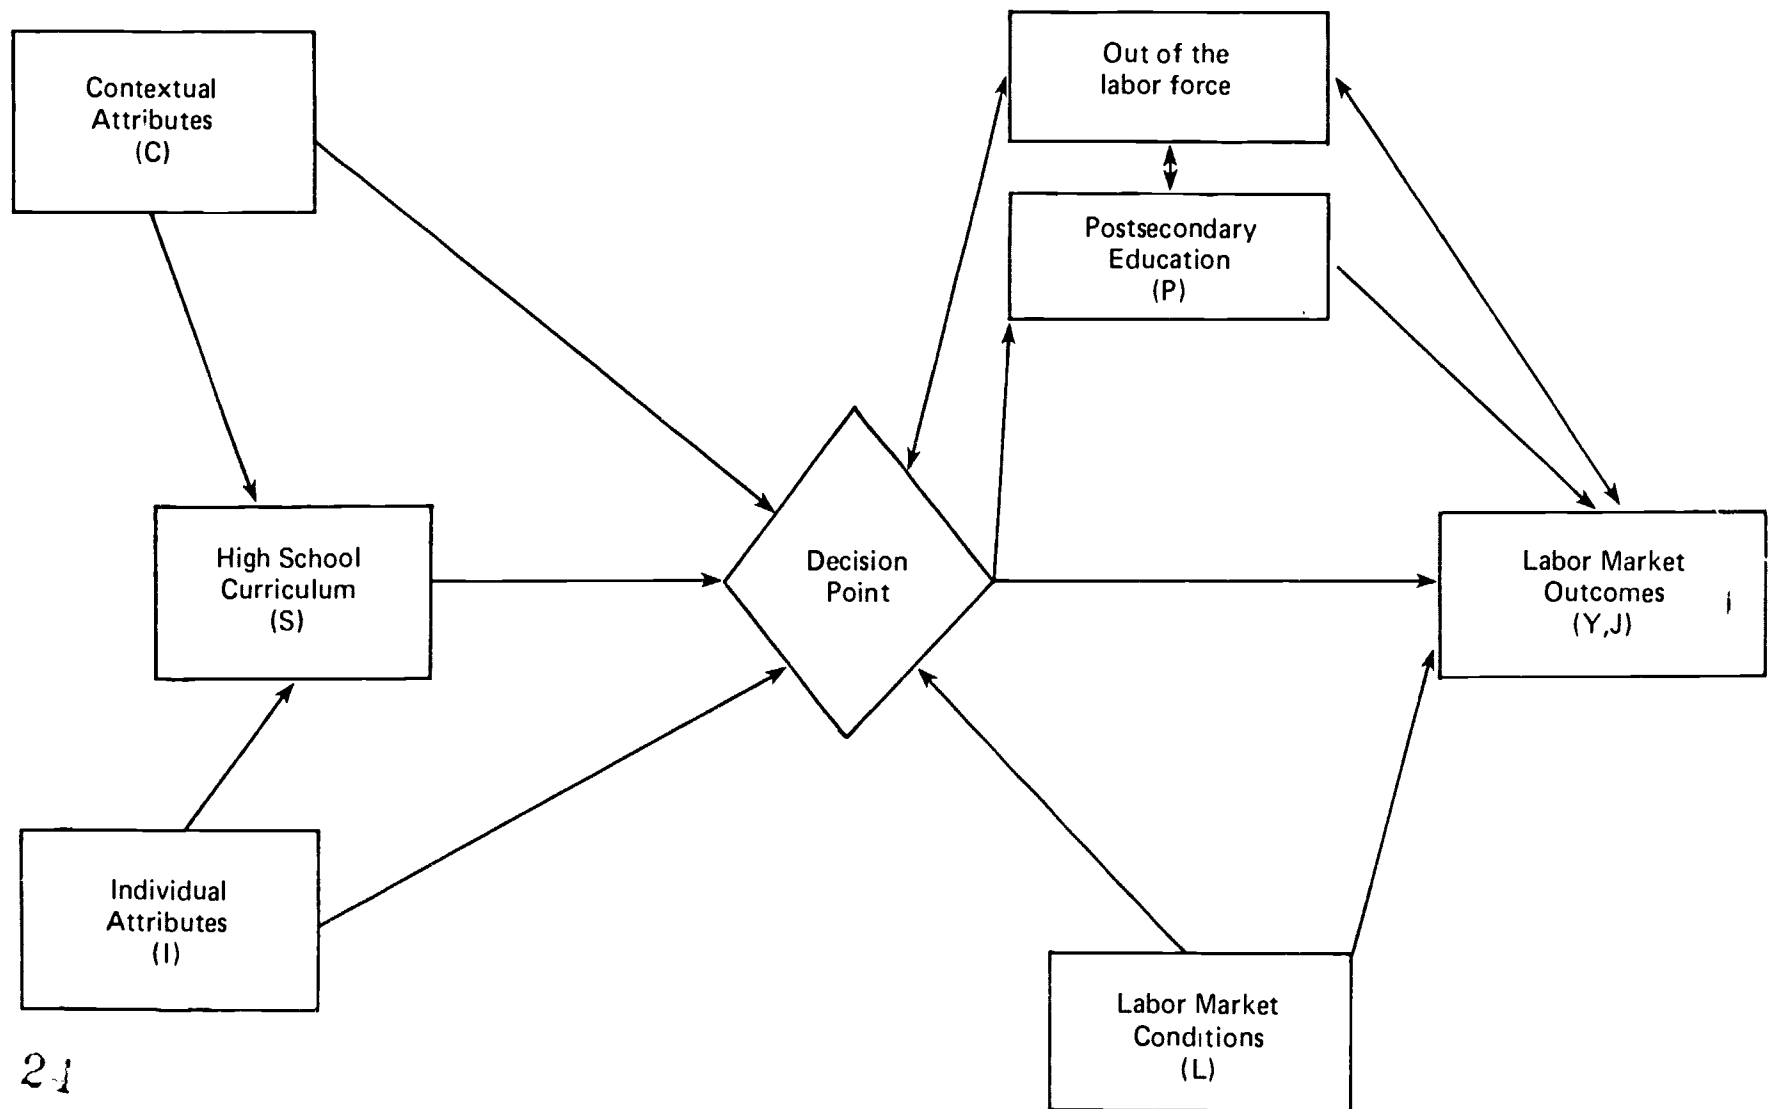 Contextual
Attributes
(C)
Out of the
labor force
Postsecondary
Education
(P)
High School
Curriculum
(S)
Decision
Point
Labor Market
Outcomes
(Y,J)
Individual
Attributes
(I)
Labor Market
Conditions
(L)